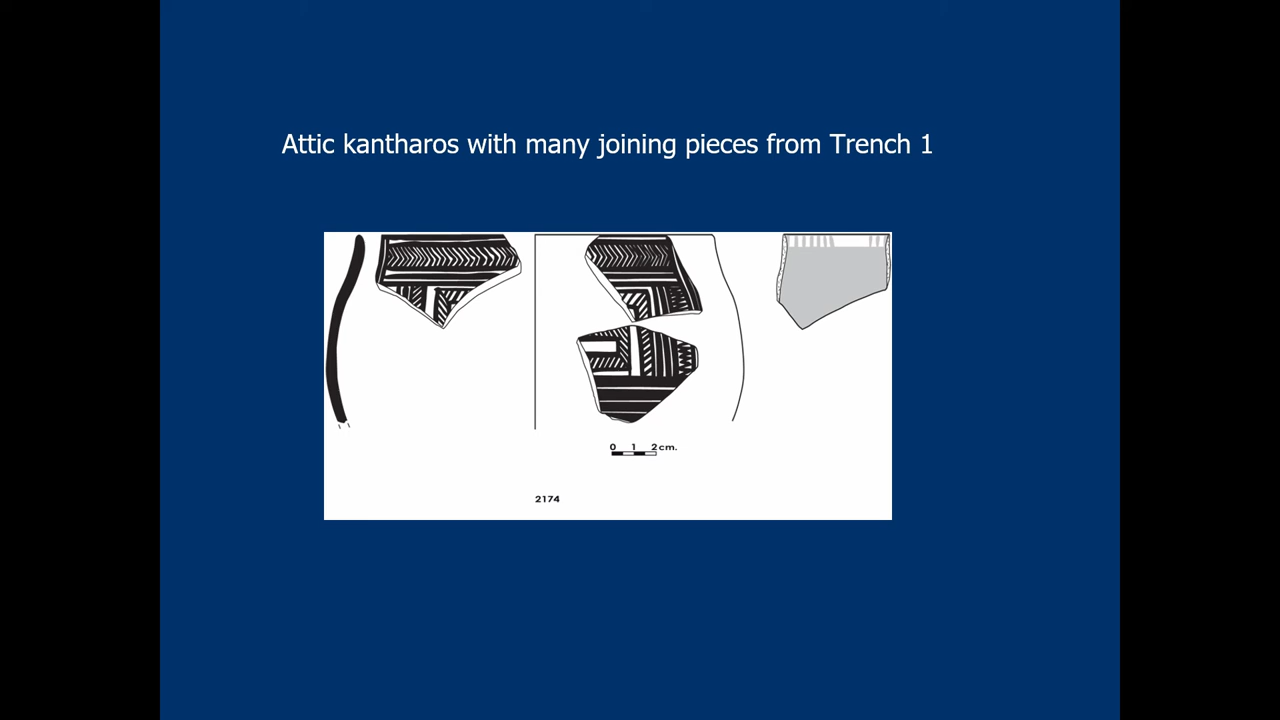 Attic kantharos with many joining pieces from Trench 1
0 1 2cm.
2174